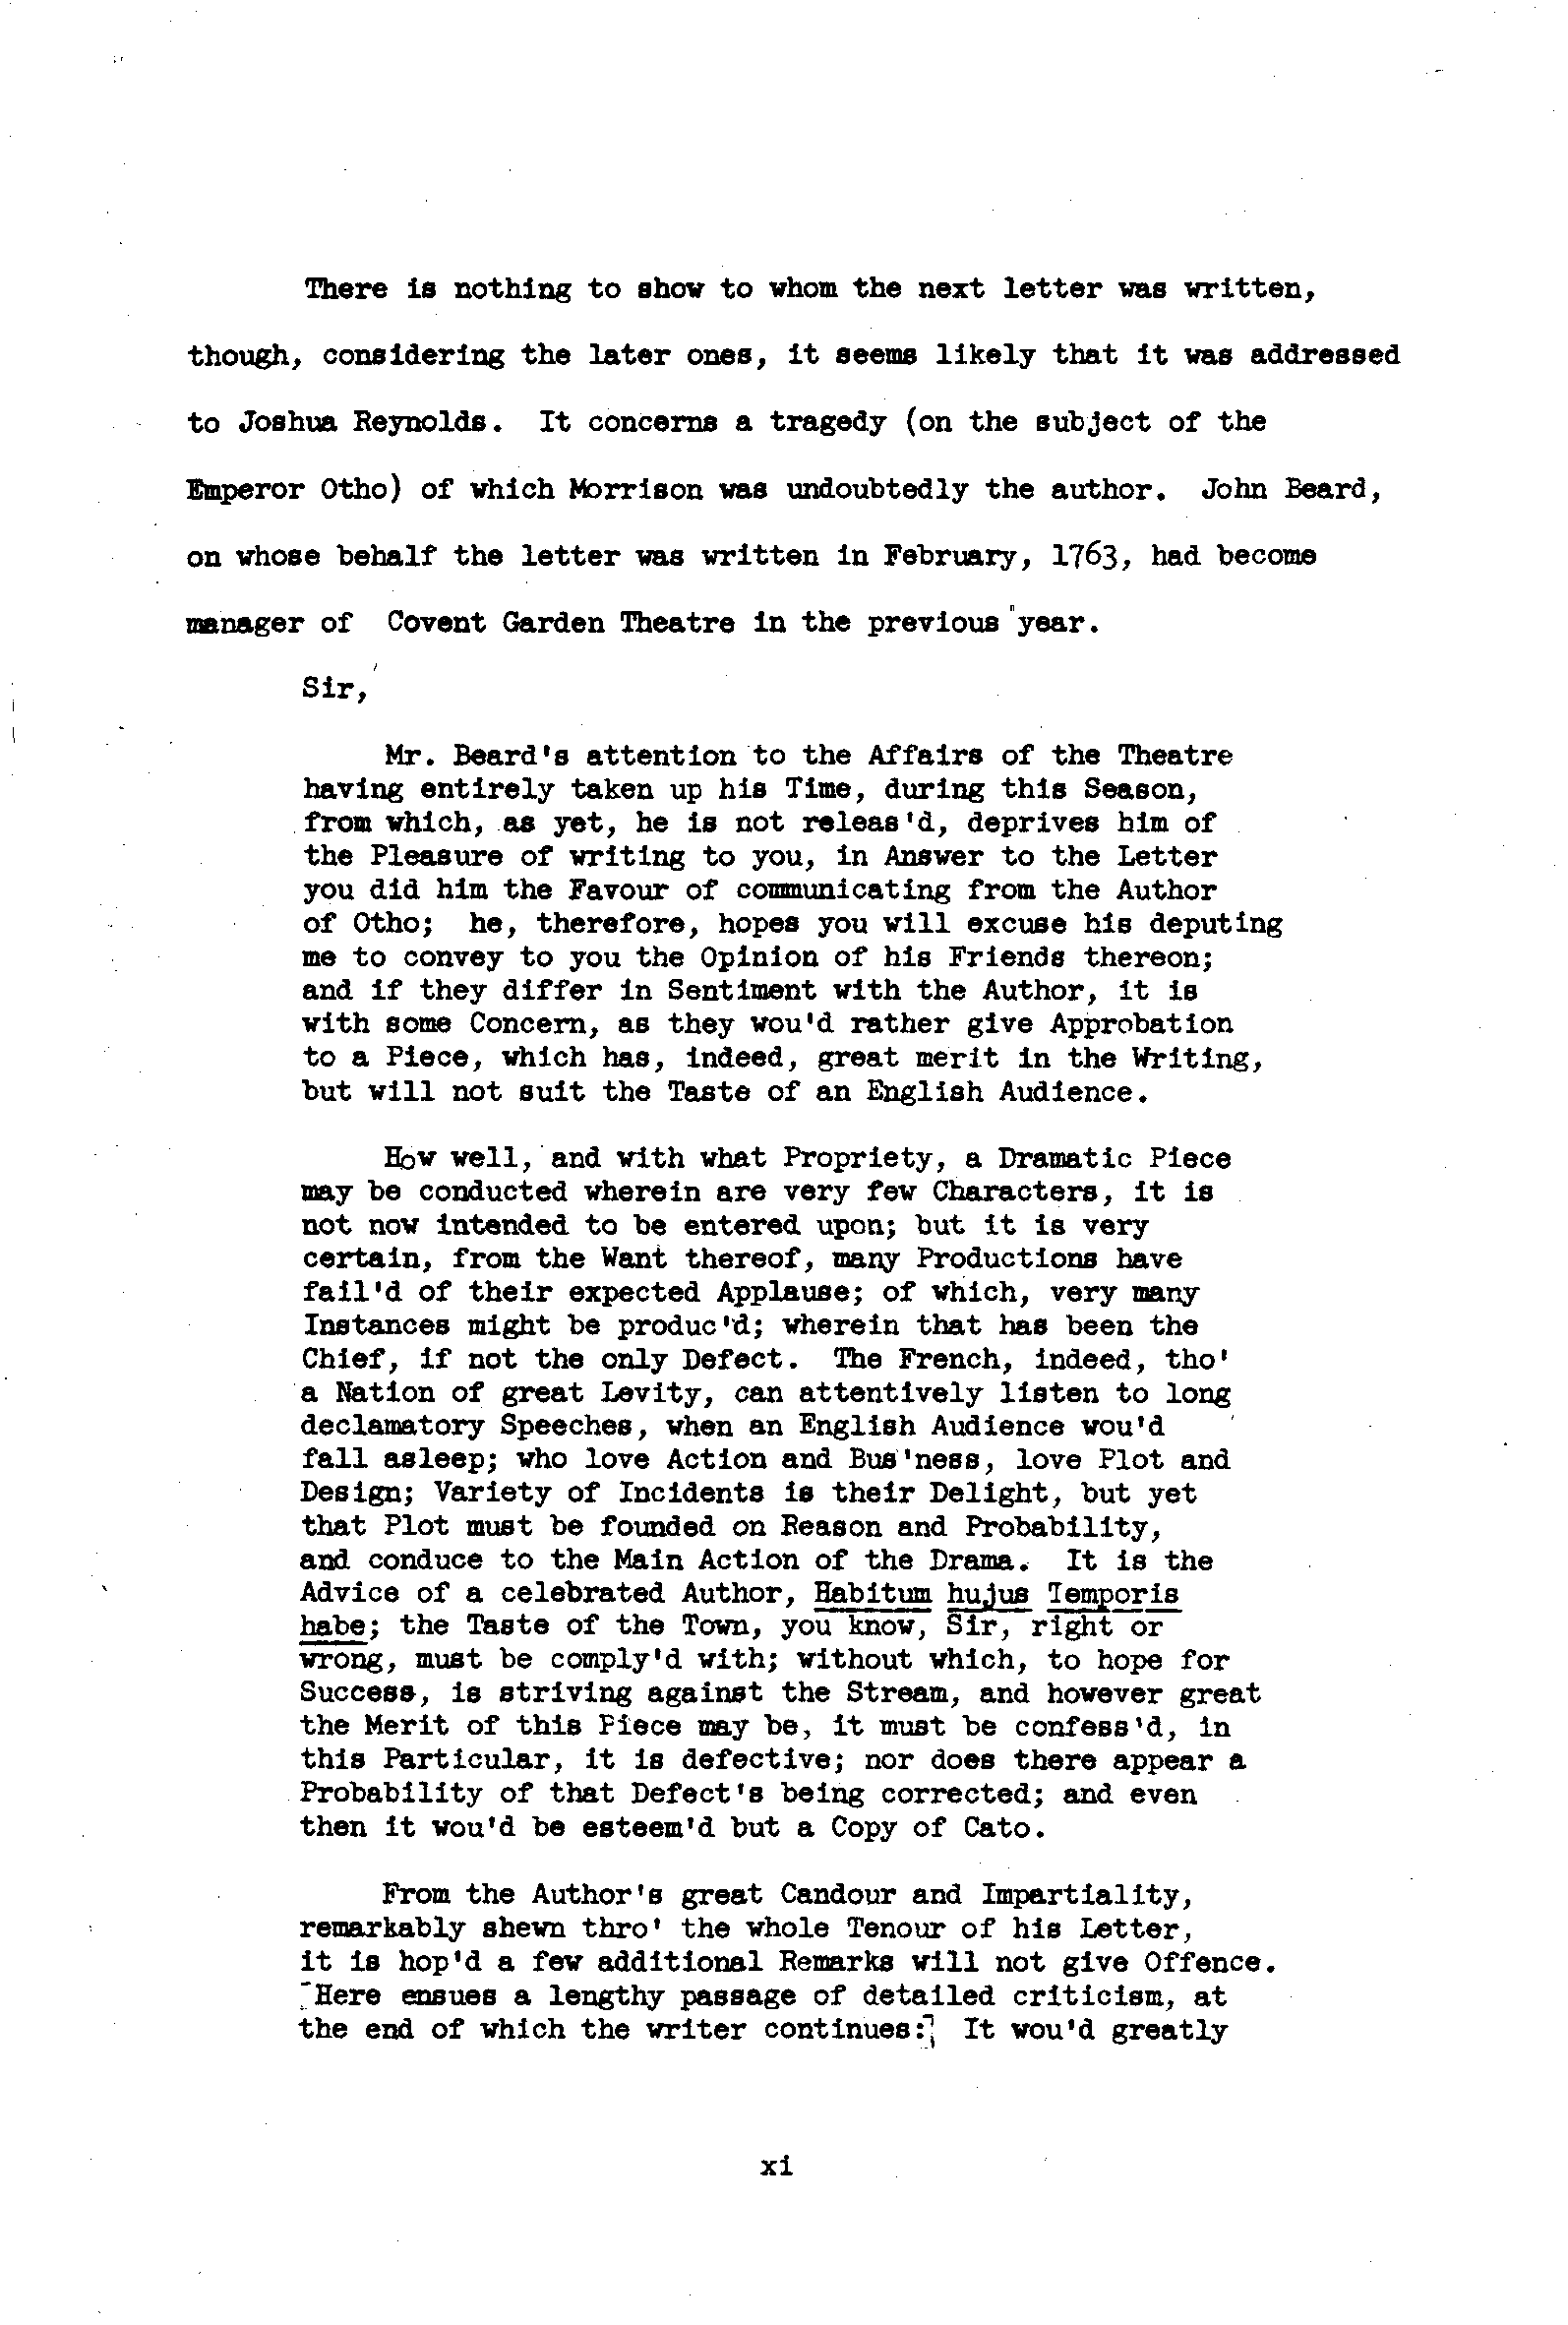 There is nothing to show to whom the next letter was written,
though, considering the later ones, it seems likely that it was addressed
to Joshua Reynolds. It concerns a tragedy (on the subject of the
Emperor Otho) of which Morrison was undoubtedly the author. John Beard,
on whose behalf the letter was written in February, 1763, had become
manager of Covent Garden Theatre in the previous year.
Sir,
Mr. Beard's attention to the Affairs of the Theatre
having entirely taken up his Time, during this Season,
from which, as yet, he is not releas'd, deprives him of
the Pleasure of writing to you, in Answer to the Letter
you did him the Favour of communicating from the Author
of Otho; he, therefore, hopes you will excuse his deputing
me to convey to you the Opinion of his Friends thereon;
and if they differ in Sentiment with the Author, it is
with some Concern, as they wou'd rather give Approbation
to a Piece, which has, indeed, great merit in the Writing,
but will not suit the Taste of an English Audience.
How well, and with what Propriety, a Dramatic Piece
may be conducted wherein are very few Characters, it is
not now intended to be entered upon; but it is very
certain, from the Want thereof, many Productions have
fail'd of their expected Applause; of which, very many
Instances might be produc'd; wherein that has been the
Chief, if not the only Defect. The French, indeed, tho'
a Nation of great Levity, can attentively listen to long
declamatory Speeches, when an English Audience wou'd
fall asleep; who love Action and Bus'ness, love Plot and
Design; Variety of Incidents is their Delight, but yet
that Plot must be founded on Reason and Probability,
and conduce to the Main Action of the Drama. It is the
Advice of a celebrated Author, Habitum hujus Temporis
habe; the Taste of the Town, you know, Sir, right or
wrong, must be comply'd with; without which, to hope for
Success, is striving against the Stream, and however great
the Merit of this Piece may be, it must be confess'd, in
this Particular, it is defective; nor does there appear a
Probability of that Defect's being corrected; and even
then it wou'd be esteem'd but a Copy of Cato.
From the Author's great Candour and Impartiality,
remarkably shewn thro' the whole Tenour of his Letter,
it is hop'd a few additional Remarks will not give Offence.
[Here ensues a lengthy passage of detailed criticism, at
the end of which the writer continues:] It wou'd greatly
xi